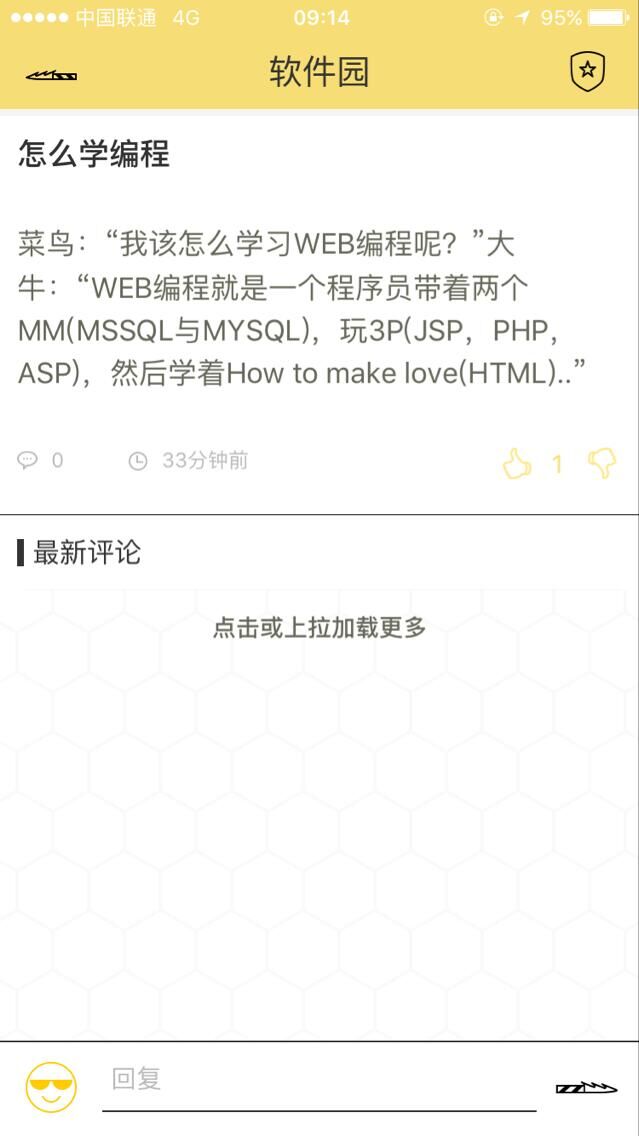 中国联通 4G 09:14 95%
软件园
怎么学编程
菜鸟：“我该怎么学习WEB编程呢？”大
牛：“WEB编程就是一个程序员带着两个
MM(MSSQL与MYSQL)，玩3P(JSP，PHP，
ASP)，然后学着How to make love(HTML)..”
0 33分钟前 1
最新评论
点击或上拉加载更多
回复